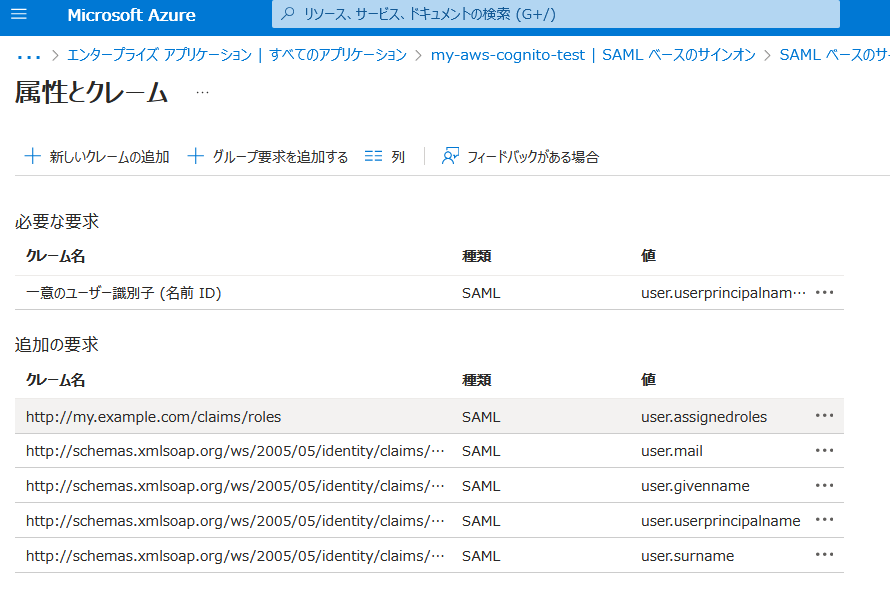 Microsoft Azure
リソース、サービス、ドキュメントの検索 (G+/)
... > エンタープライズ アプリケーション | すべてのアプリケーション > my-aws-cognito-test | SAML ベースのサインオン > SAML ベースのサ
属性とクレーム ...
+ 新しいクレームの追加 + グループ要求を追加する 列 フィードバックがある場合
必要な要求
クレーム名 種類 値
一意のユーザー識別子 (名前 ID) SAML user.userprincipalnam… •••
追加の要求
クレーム名 種類 値
http://my.example.com/claims/roles SAML user.assignedroles •••
http://schemas.xmlsoap.org/ws/2005/05/identity/claims/… SAML user.mail •••
http://schemas.xmlsoap.org/ws/2005/05/identity/claims/… SAML user.givenname •••
http://schemas.xmlsoap.org/ws/2005/05/identity/claims/… SAML user.userprincipalname •••
http://schemas.xmlsoap.org/ws/2005/05/identity/claims/… SAML user.surname •••